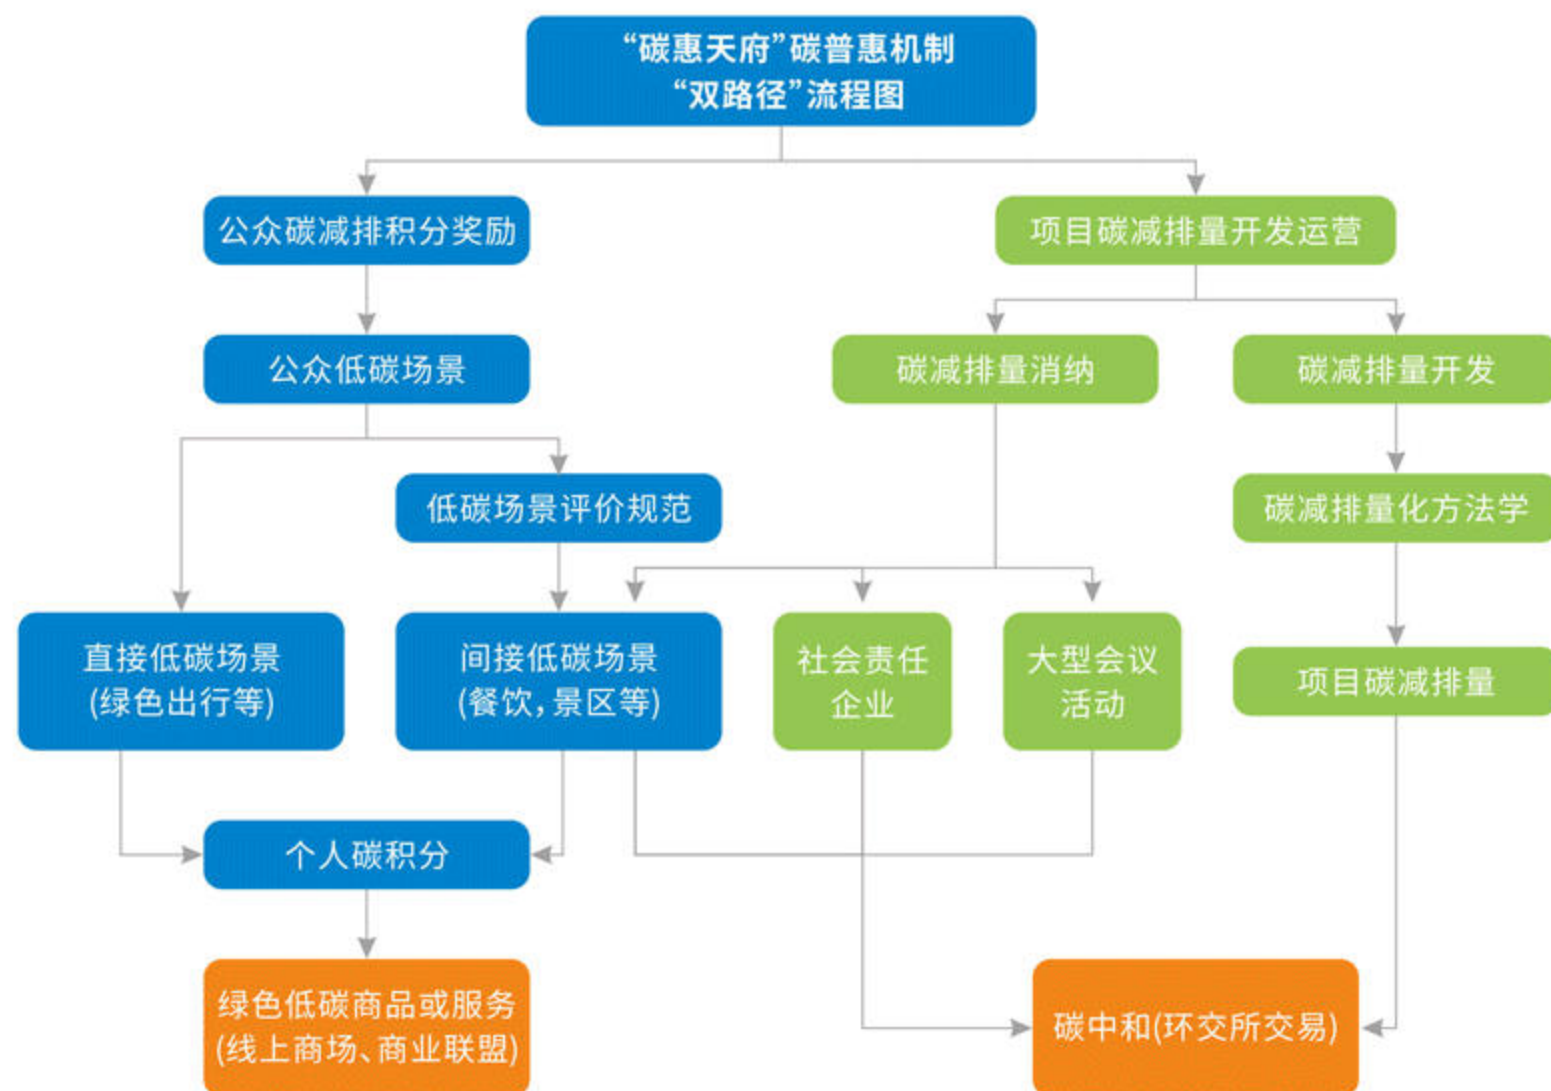 “碳惠天府”碳普惠机制
“双路径”流程图
公众碳减排积分奖励
项目碳减排量开发运营
公众低碳场景
碳减排量消纳
碳减排量开发
低碳场景评价规范
碳减排量化方法学
直接低碳场景
(绿色出行等)
间接低碳场景
(餐饮,景区等)
社会责任
企业
大型会议
活动
项目碳减排量
个人碳积分
绿色低碳商品或服务
(线上商场、商业联盟)
碳中和(环交所交易)